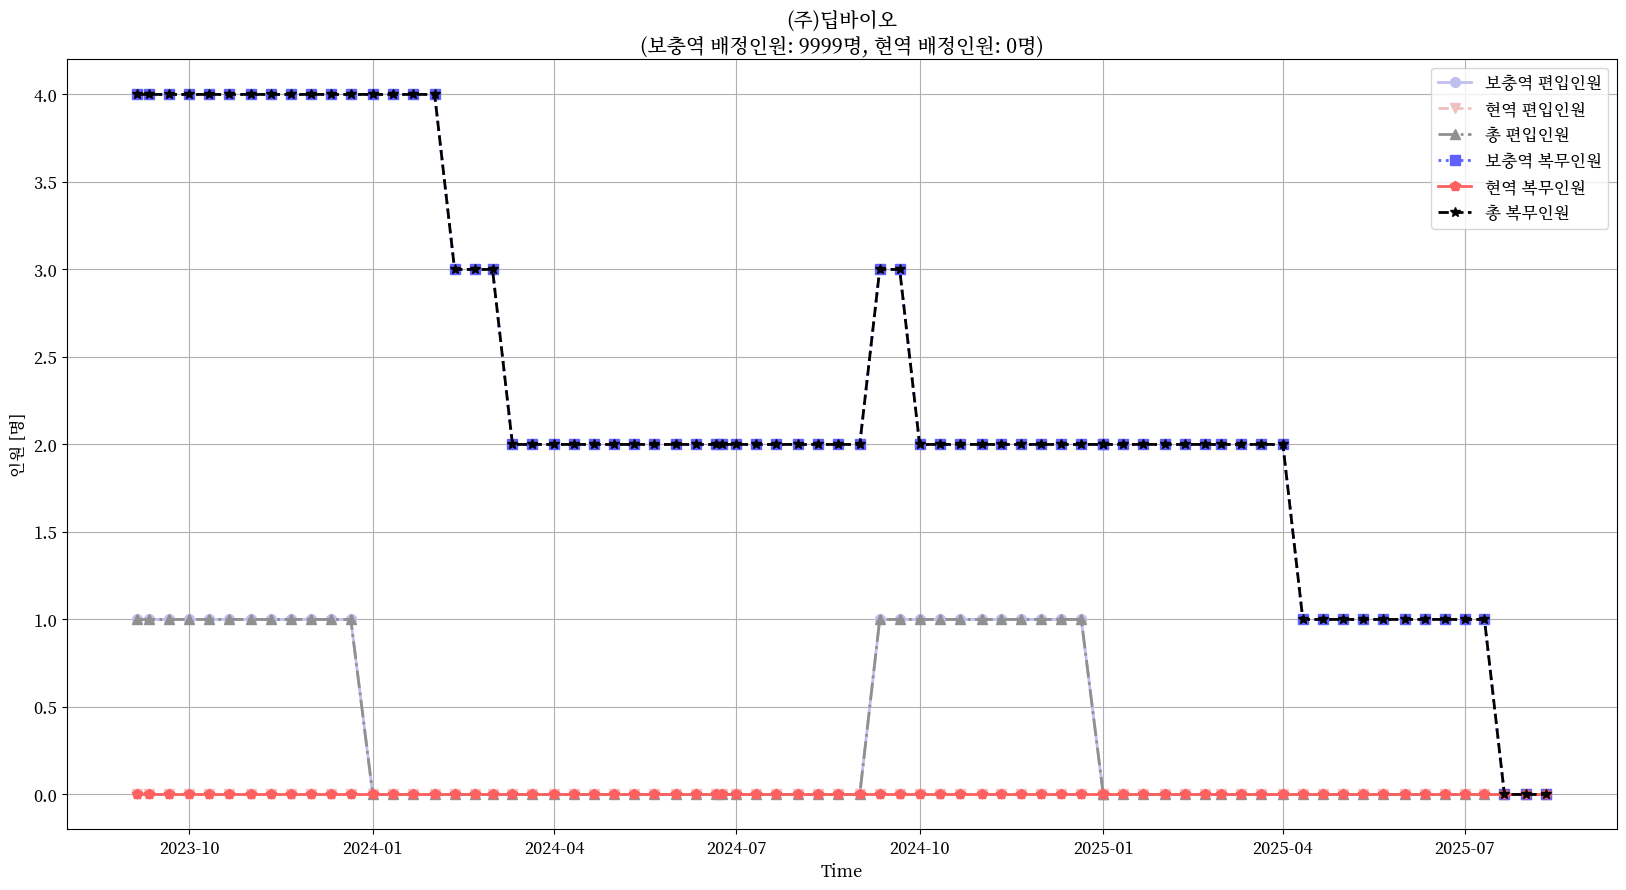 (주)딥바이오
(보충역 배정인원: 9999명, 현역 배정인원: 0명)
보충역 편입인원
현역 편입인원
총 편입인원
보충역 복무인원
현역 복무인원
총 복무인원
인원 [명]
4.0
3.5
3.0
2.5
2.0
1.5
1.0
0.5
0.0
2023-10 2024-01 2024-04 2024-07 2024-10 2025-01 2025-04 2025-07
Time